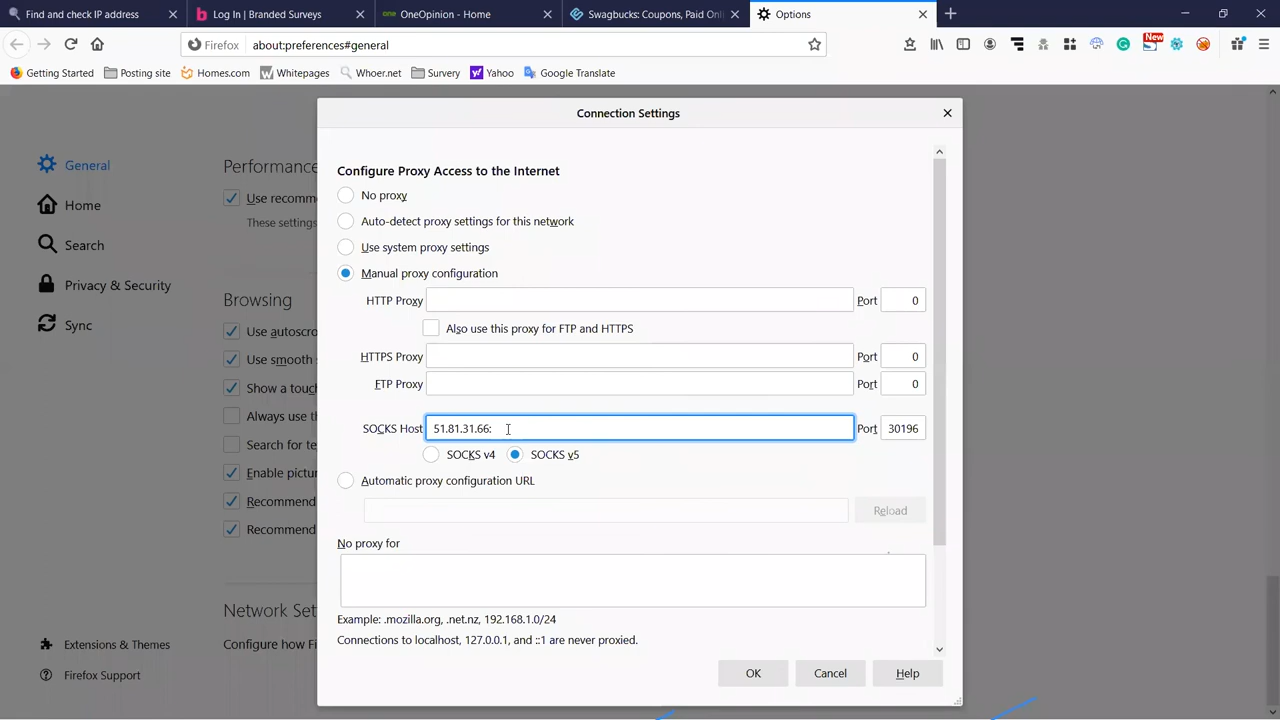 Find and check IP address
Log In | Branded Surveys
OneOpinion - Home
Swagbucks: Coupons, Paid Onl
Options
Firefox
about:preferences#general
New
Getting Started
Posting site
Homes.com
Whitepages
Whoer.net
Survery
Yahoo
Google Translate
Connection Settings
General
Home
Search
Privacy & Security
Sync
Extensions & Themes
Firefox Support
Performance
Use recomm
These settings
Browsing
Use autoscro
Use smooth s
Show a touch
Always use th
Search for te
Enable pictur
Recommend
Recommend
Network Set
Configure how Fi
Configure Proxy Access to the Internet
No proxy
Auto-detect proxy settings for this network
Use system proxy settings
Manual proxy configuration
HTTP Proxy Port 0
Also use this proxy for FTP and HTTPS
HTTPS Proxy Port 0
FTP Proxy Port 0
SOCKS Host 51.81.31.66: Port 30196
SOCKS v4 SOCKS v5
Automatic proxy configuration URL
Reload
No proxy for
Example: .mozilla.org, .net.nz, 192.168.1.0/24
Connections to localhost, 127.0.0.1, and ::1 are never proxied.
OK Cancel Help